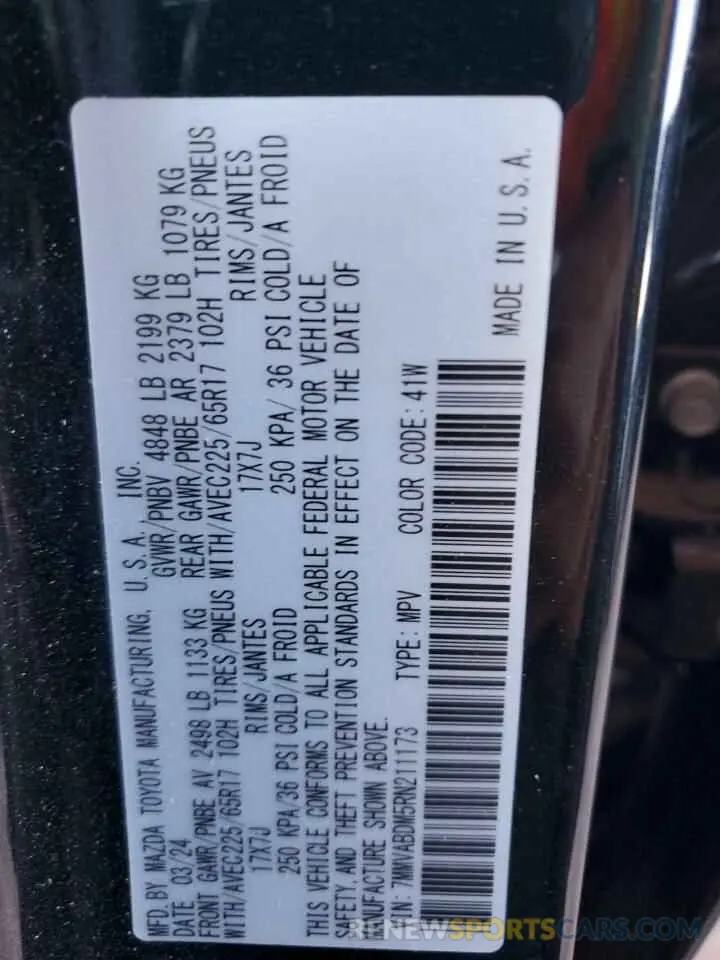 MFD. BY MAZDA TOYOTA MANUFACTURING, U.S.A., INC.
DATE 03/24 GVWR/PNBV 4848 LB 2199 KG
FRONT GAWR/PNBE AV 2498 LB 1133 KG REAR GAWR/PNBE AR 2379 LB 1079 KG
WITH/AVEC225/65R17 102H TIRES/PNEUS WITH/AVEC225/65R17 102H TIRES/PNEUS
17X7J RIMS/JANTES 17X7J RIMS/JANTES
250 KPA/36 PSI COLD/A FROID 250 KPA/ 36 PSI COLD/A FROID
THIS VEHICLE CONFORMS TO ALL APPLICABLE FEDERAL MOTOR VEHICLE
SAFETY, AND THEFT PREVENTION STANDARDS IN EFFECT ON THE DATE OF
MANUFACTURE SHOWN ABOVE.
VIN: 7MMVABDM5RN211173 TYPE: MPV COLOR CODE: 41W
MADE IN U.S.A.
RENEWSPORTSCAR.COM